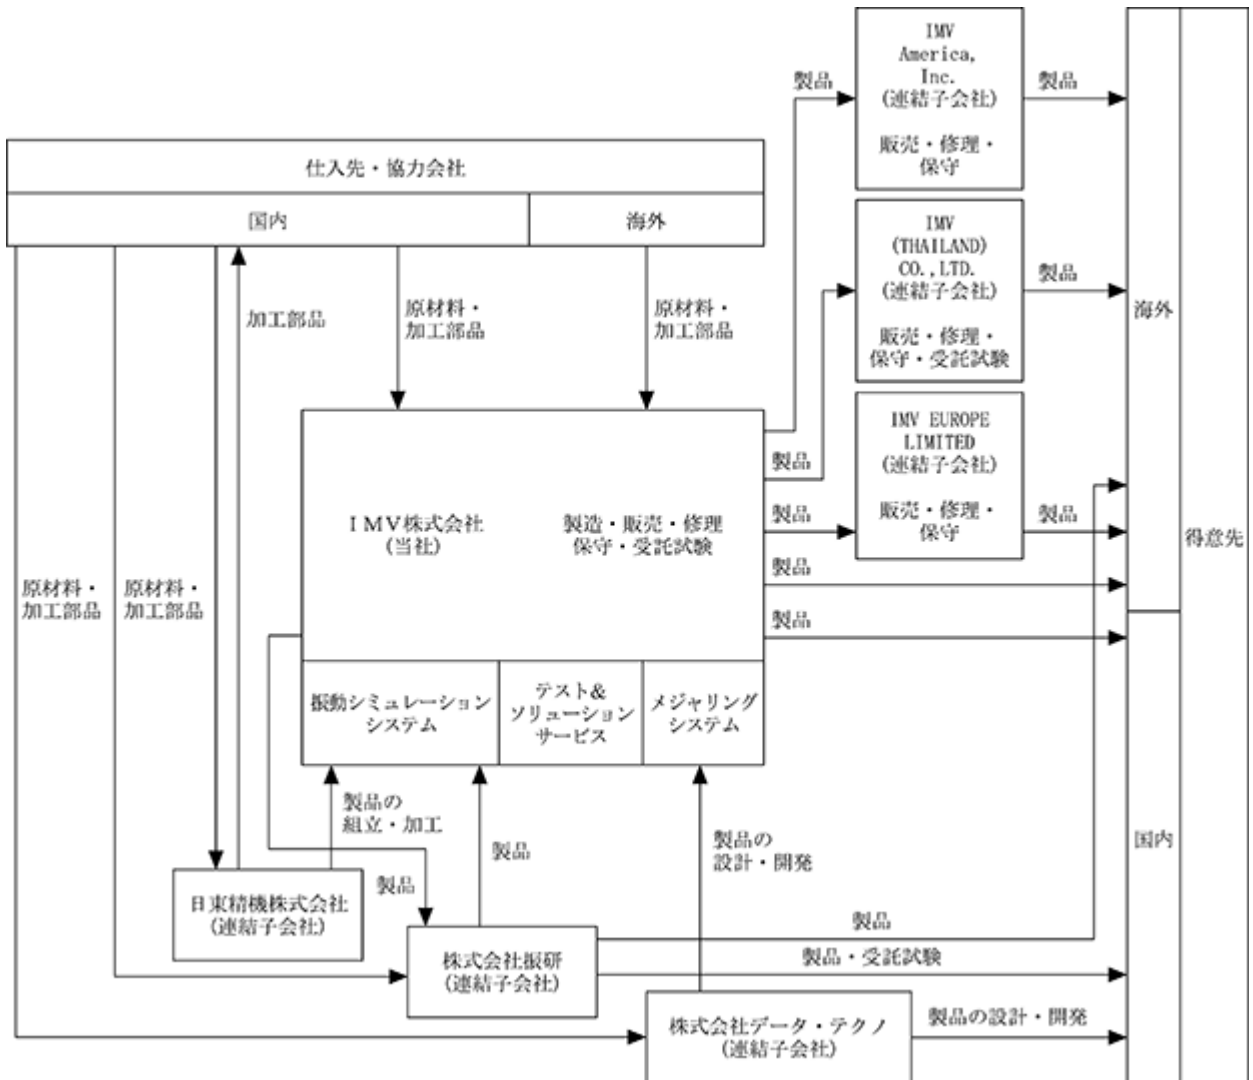 IMV
America,
Inc.
(連結子会社)
販売・修理・
保守
製品
製品
仕入先・協力会社
国内
海外
IMV
(THAILAND)
CO.,LTD.
(連結子会社)
販売・修理・
保守・受託試験
製品
海外
加工部品
原材料・
加工部品
原材料・
加工部品
IMV EUROPE
LIMITED
(連結子会社)
販売・修理・
保守
製品
製品
製品
ＩＭＶ株式会社
(当社)
製造・販売・修理
保守・受託試験
得意先
製品
製品
原材料・
加工部品
原材料・
加工部品
振動シミュレーション
システム
テスト&
ソリューション
サービス
メジャリング
システム
製品の
組立・加工
製品
製品の
設計・開発
国内
製品
日東精機株式会社
(連結子会社)
製品
株式会社振研
(連結子会社)
製品・受託試験
株式会社データ・テクノ
(連結子会社)
製品の設計・開発